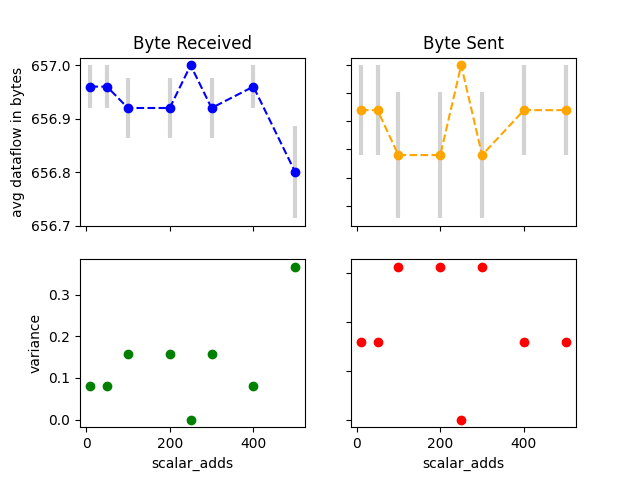 Byte Received
Byte Sent
avg dataflow in bytes
657.0
656.9
656.8
656.7
variance
0.3
0.2
0.1
0.0
0
200
400
scalar_adds
0
200
400
scalar_adds